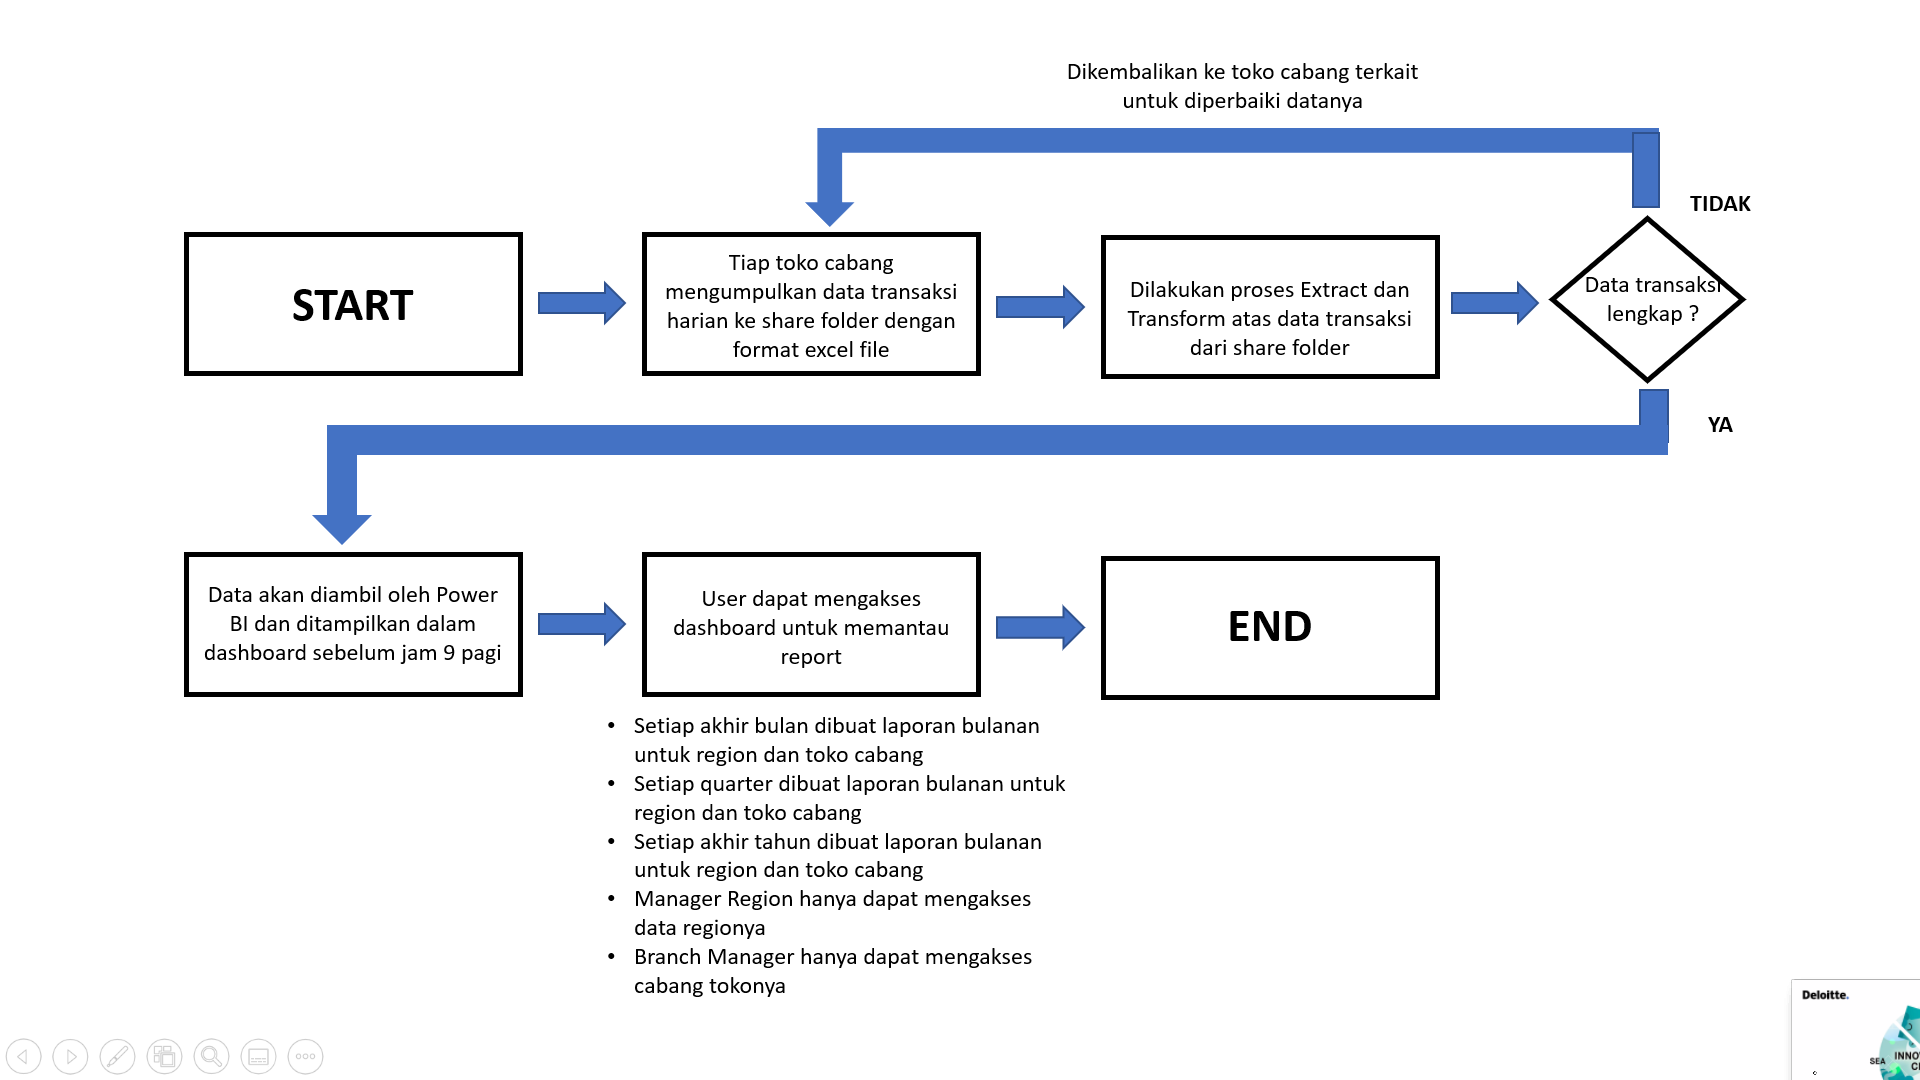 Dikembalikan ke toko cabang terkait
untuk diperbaiki datanya
TIDAK
START
Tiap toko cabang
mengumpulkan data transaksi
harian ke share folder dengan
format excel file
Dilakukan proses Extract dan
Transform atas data transaksi
dari share folder
Data transaksi
lengkap ?
YA
Data akan diambil oleh Power
BI dan ditampilkan dalam
dashboard sebelum jam 9 pagi
User dapat mengakses
dashboard untuk memantau
report
END
• Setiap akhir bulan dibuat laporan bulanan
untuk region dan toko cabang
• Setiap quarter dibuat laporan bulanan untuk
region dan toko cabang
• Setiap akhir tahun dibuat laporan bulanan
untuk region dan toko cabang
• Manager Region hanya dapat mengakses
data regionya
• Branch Manager hanya dapat mengakses
cabang tokonya
Deloitte.
SEA